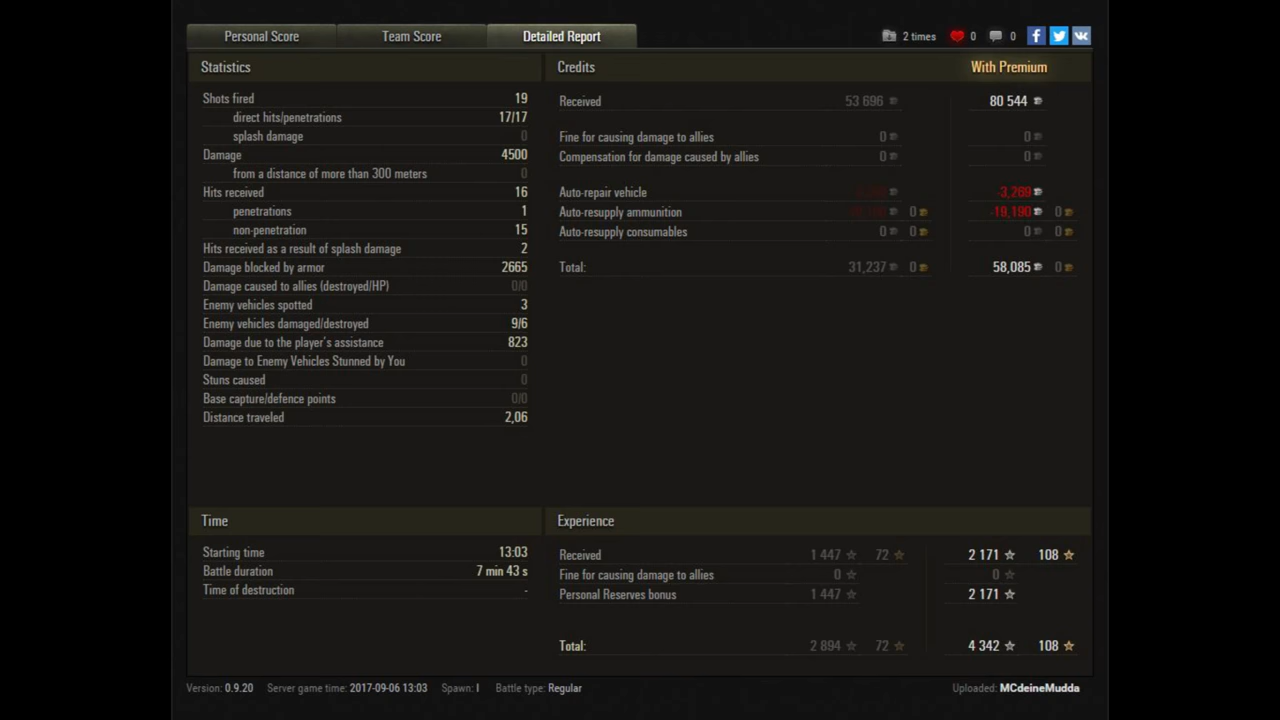 Personal Score Team Score Detailed Report 2 times 0 0
Statistics
Shots fired 19
direct hits/penetrations 17/17
splash damage 0
Damage 4500
from a distance of more than 300 meters 0
Hits received 16
penetrations 1
non-penetration 15
Hits received as a result of splash damage 2
Damage blocked by armor 2665
Damage caused to allies (destroyed/HP) 0/0
Enemy vehicles spotted 3
Enemy vehicles damaged/destroyed 9/6
Damage due to the player's assistance 823
Damage to Enemy Vehicles Stunned by You 0
Stuns caused 0
Base capture/defence points 0/0
Distance traveled 2,06
Credits With Premium
Received 53 696 80 544
Fine for causing damage to allies 0 0
Compensation for damage caused by allies 0 0
Auto-repair vehicle -3,269
Auto-resupply ammunition 0 -19,190 0
Auto-resupply consumables 0 0 0 0
Total: 31,237 0 58,085 0
Time
Starting time 13:03
Battle duration 7 min 43 s
Time of destruction -
Experience
Received 1 447 72 2 171 108
Fine for causing damage to allies 0 0
Personal Reserves bonus 1 447 2 171
Total: 2 894 72 4 342 108
Version: 0.9.20 Server game time: 2017-09-06 13:03 Spawn: I Battle type: Regular Uploaded: MCdeineMudda